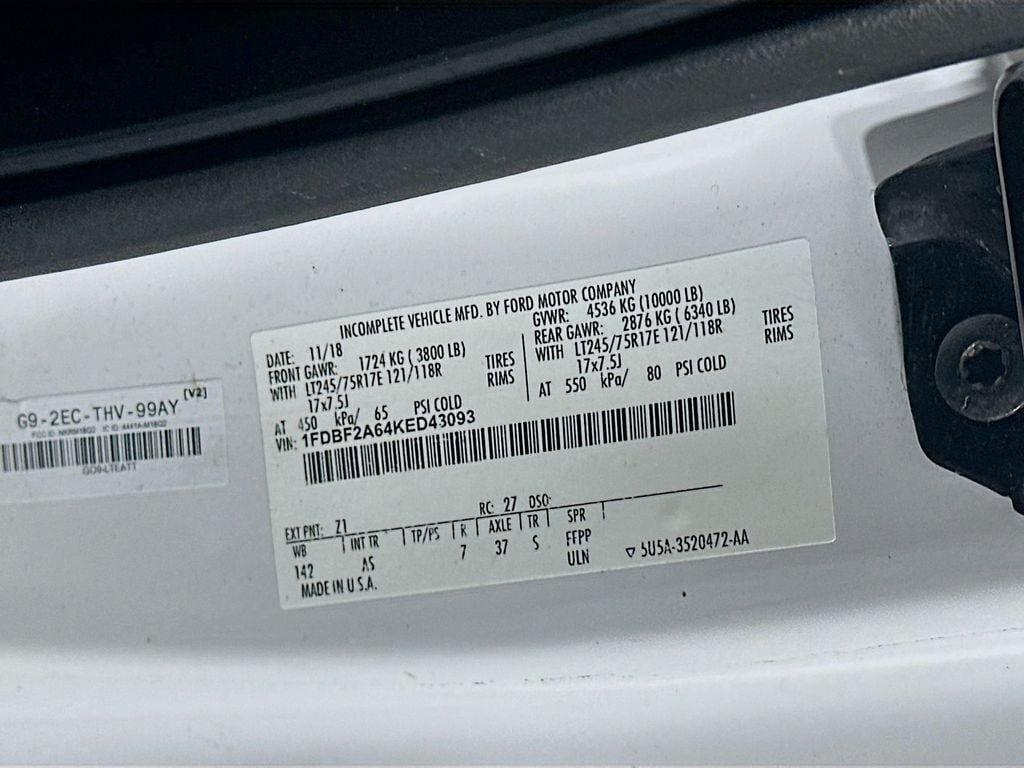 INCOMPLETE VEHICLE MFD. BY FORD MOTOR COMPANY
DATE: 11/18 GVWR: 4536 KG (10000 LB)
FRONT GAWR: 1724 KG ( 3800 LB) REAR GAWR: 2876 KG ( 6340 LB)
WITH LT245/75R17E 121/118R TIRES WITH LT245/75R17E 121/118R TIRES
17x7.5J RIMS 17x7.5J RIMS
AT 450 kPa/ 65 PSI COLD AT 550 kPa/ 80 PSI COLD
VIN: 1FDBF2A64KED43093
EXT PNT: Z1 RC: 27 DSO:
WB INT TR TP/PS R AXLE TR SPR
142 AS 7 37 S FFPP
ULN
MADE IN U.S.A. ▽ 5U5A-3520472-AA
G9-2EC-THV-99AY [V2]
GO9-LTEATT